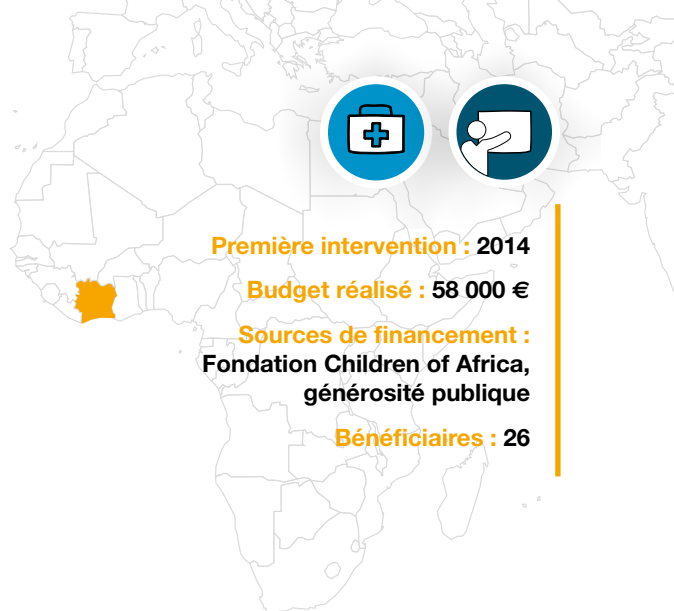 Première intervention : 2014
Budget réalisé : 58 000 €
Sources de financement :
Fondation Children of Africa,
générosité publique
Bénéficiaires : 26